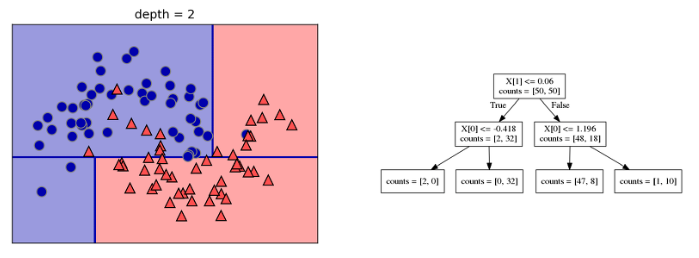 depth = 2
X[1] <= 0.06
counts = [50, 50]
True
False
X[0] <= -0.418
counts = [2, 32]
X[0] <= 1.196
counts = [48, 18]
counts = [2, 0]
counts = [0, 32]
counts = [47, 8]
counts = [1, 10]